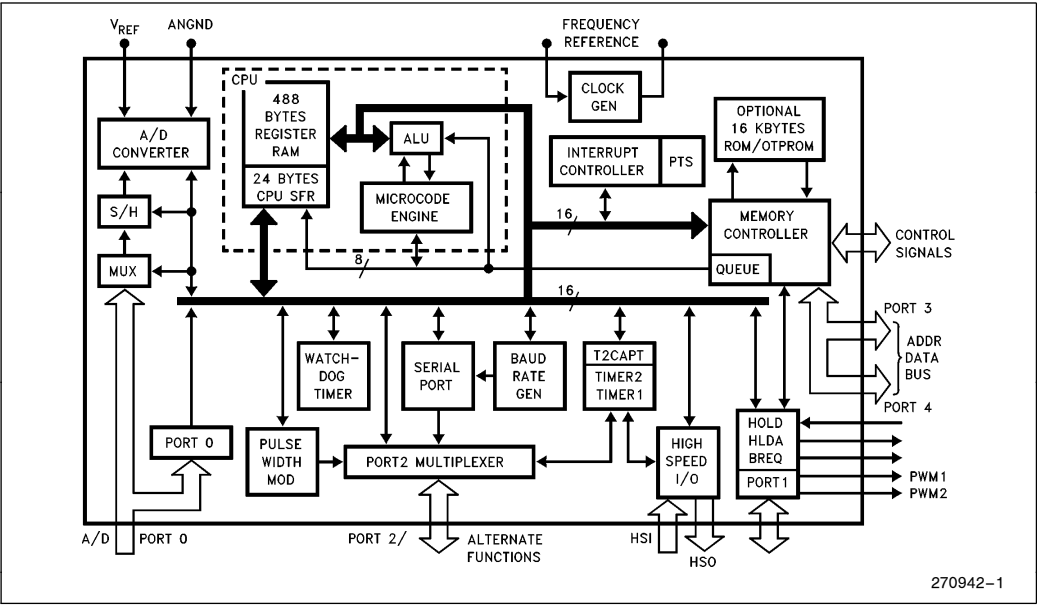 VREF
ANGND
FREQUENCY
REFERENCE
CPU
488
BYTES
REGISTER
RAM
24 BYTES
CPU SFR
ALU
MICROCODE
ENGINE
CLOCK
GEN
INTERRUPT
CONTROLLER
PTS
OPTIONAL
16 KBYTES
ROM/OTPROM
A/D
CONVERTER
S/H
MUX
16
MEMORY
CONTROLLER
QUEUE
CONTROL
SIGNALS
8
16
PORT 3
ADDR
DATA
BUS
PORT 4
WATCH-
DOG
TIMER
SERIAL
PORT
BAUD
RATE
GEN
T2CAPT
TIMER2
TIMER1
PORT 0
PULSE
WIDTH
MOD
PORT2 MULTIPLEXER
HIGH
SPEED
I/O
HOLD
HLDA
BREQ
PORT1
PWM1
PWM2
A/D
PORT 0
PORT 2/
ALTERNATE
FUNCTIONS
HSI
HSO
270942-1